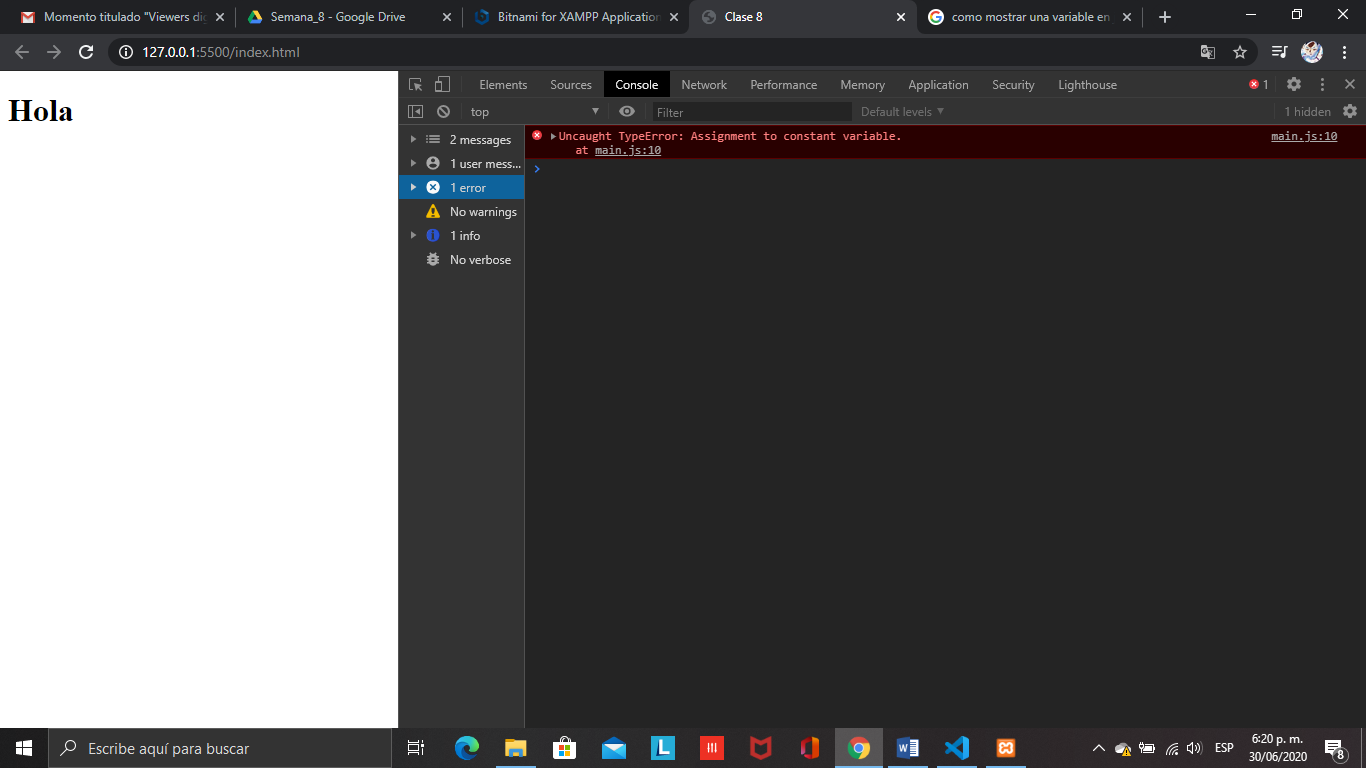 Momento titulado "Viewers dig
Semana_8 - Google Drive
Bitnami for XAMPP Application
Clase 8
como mostrar una variable en
127.0.0.1:5500/index.html
Hola
Elements Sources Console Network Performance Memory Application Security Lighthouse 1
top Filter Default levels 1 hidden
2 messages
1 user mess...
1 error
No warnings
1 info
No verbose
Uncaught TypeError: Assignment to constant variable. main.js:10
at main.js:10
Escribe aquí para buscar
ESP
6:20 p. m.
30/06/2020
8